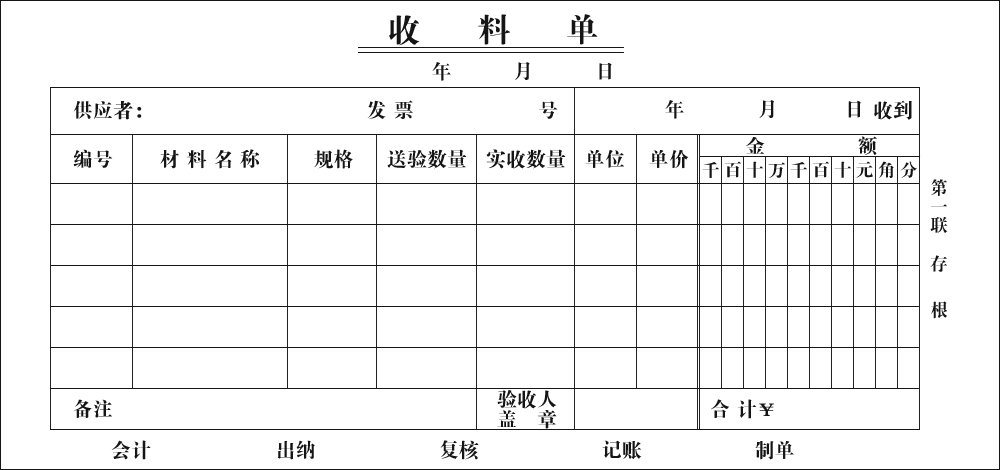 收 料 单
年 月 日
供应者： 发 票 号 年 月 日 收到
编号 材 料 名 称 规格 送验数量 实收数量 单位 单价 金 额
千 百 十 万 千 百 十 元 角 分
备注 验收人盖 章 合 计¥
会计 出纳 复核 记账 制单
第一联 存 根